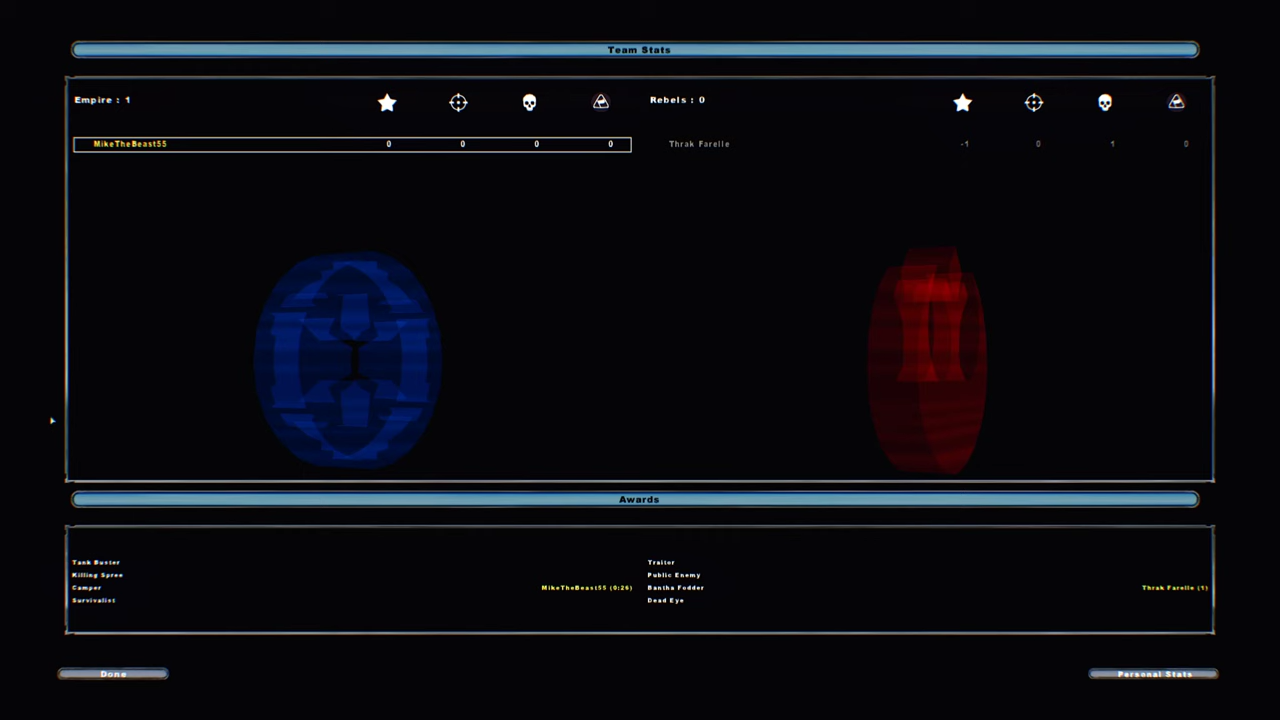 Team Stats
Empire : 1
Rebels : 0
MikeTheBeast55 0 0 0 0
Thrak Farelle -1 0 1 0
Awards
Tank Buster
Killing Spree
Camper MikeTheBeast55 (0:26)
Survivalist
Traitor
Public Enemy
Bantha Fodder Thrak Farelle (1)
Dead Eye
Done
Personal Stats